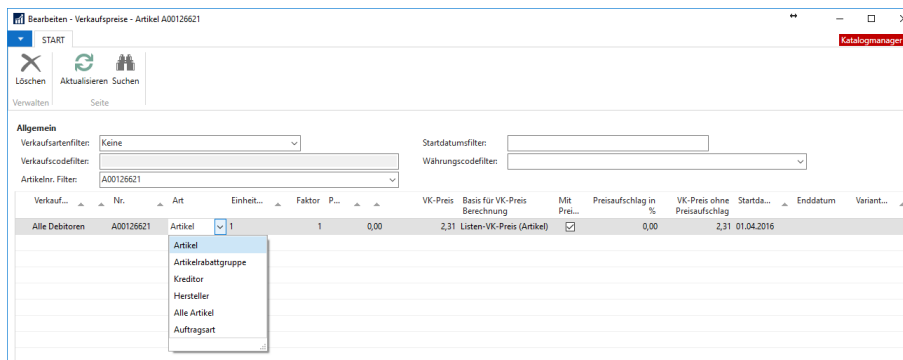 Bearbeiten - Verkaufspreise - Artikel A00126621
START
Katalogmanager
Löschen Aktualisieren Suchen
Verwalten Seite
Allgemein
Verkaufsartenfilter: Keine Startdatumsfilter:
Verkaufscodefilter: Währungscodefilter:
Artikelnr. Filter: A00126621
Verkauf... Nr. Art Einheit... Faktor P... VK-Preis Basis für VK-Preis Berechnung Mit Prei... Preisaufschlag in % VK-Preis ohne Preisaufschlag Startda... Enddatum Variant...
Alle Debitoren A00126621 Artikel 1 1 0,00 2,31 Listen-VK-Preis (Artikel) 0,00 2,31 01.04.2016
Artikel
Artikelrabattgruppe
Kreditor
Hersteller
Alle Artikel
Auftragsart